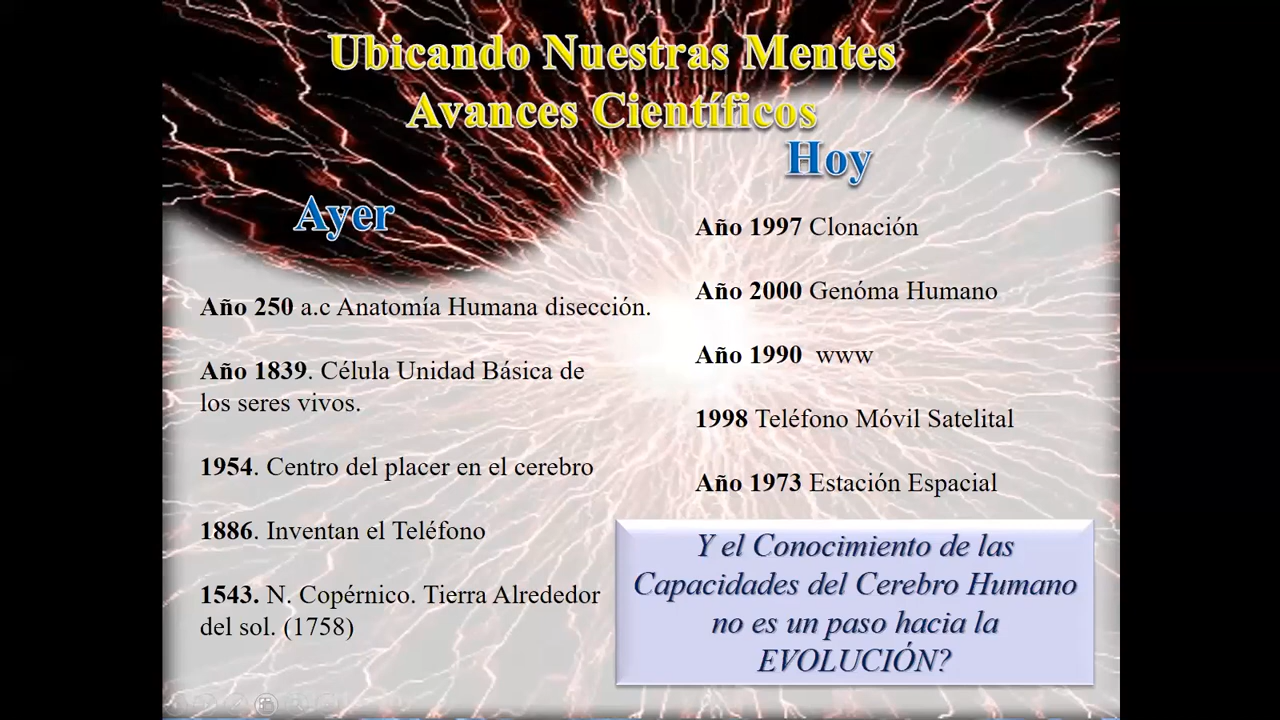 Ubicando Nuestras Mentes
Avances Científicos
Ayer
Año 250 a.c Anatomía Humana disección.
Año 1839. Célula Unidad Básica de
los seres vivos.
1954. Centro del placer en el cerebro
1886. Inventan el Teléfono
1543. N. Copérnico. Tierra Alrededor
del sol. (1758)
Hoy
Año 1997 Clonación
Año 2000 Genóma Humano
Año 1990  www
1998 Teléfono Móvil Satelital
Año 1973 Estación Espacial
Y el Conocimiento de las
Capacidades del Cerebro Humano
no es un paso hacia la
EVOLUCIÓN?